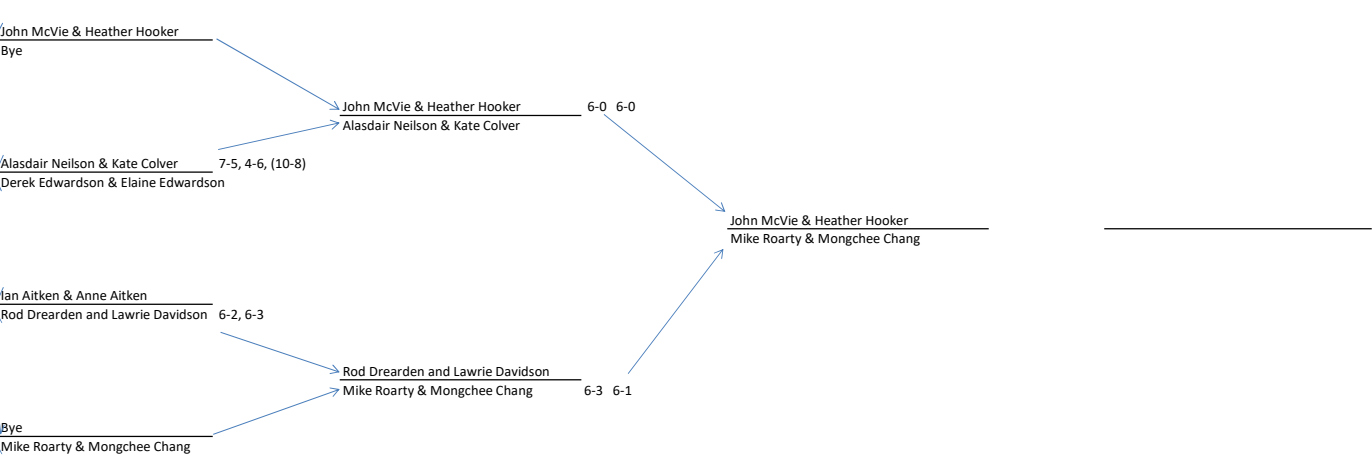 John McVie & Heather Hooker
Bye
John McVie & Heather Hooker 6-0 6-0
Alasdair Neilson & Kate Colver
Alasdair Neilson & Kate Colver 7-5, 4-6, (10-8)
Derek Edwardson & Elaine Edwardson
John McVie & Heather Hooker
Mike Roarty & Mongchee Chang
Ian Aitken & Anne Aitken
Rod Drearden and Lawrie Davidson 6-2, 6-3
Rod Drearden and Lawrie Davidson
Mike Roarty & Mongchee Chang 6-3 6-1
Bye
Mike Roarty & Mongchee Chang